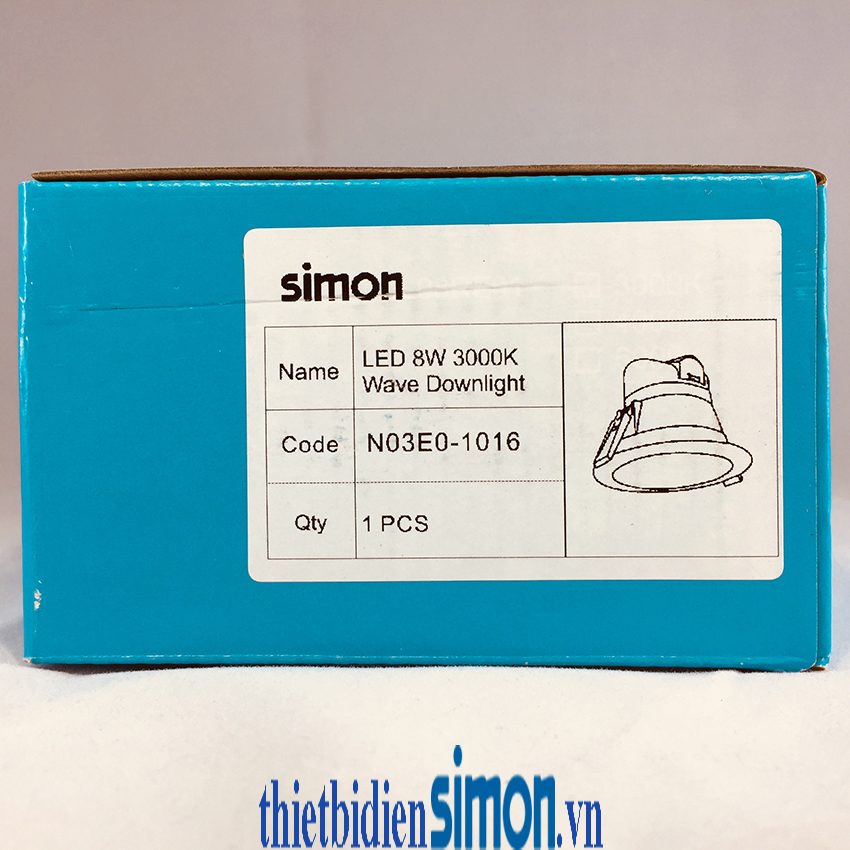 simon
Name
LED 8W 3000K
Wave Downlight
Code
N03E0-1016
Qty
1 PCS
thietbidiensimon.vn